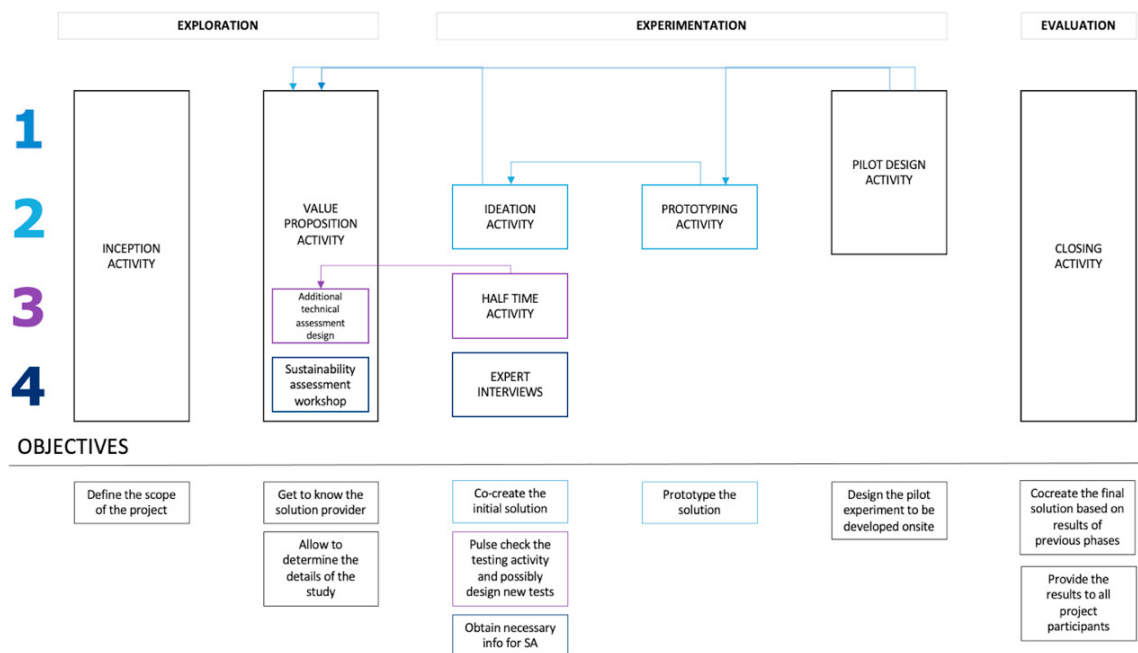 EXPLORATION
EXPERIMENTATION
EVALUATION
1
2
3
4
INCEPTION
ACTIVITY
VALUE
PROPOSITION
ACTIVITY
Additional
technical
assessment
design
Sustainability
assessment
workshop
IDEATION
ACTIVITY
HALF TIME
ACTIVITY
EXPERT
INTERVIEWS
PROTOTYPING
ACTIVITY
PILOT DESIGN
ACTIVITY
CLOSING
ACTIVITY
OBJECTIVES
Define the scope
of the project
Get to know the
solution provider
Allow to
determine the
details of the
study
Co-create the
initial solution
Pulse check the
testing activity
and possibly
design new tests
Obtain necessary
info for SA
Prototype the
solution
Design the pilot
experiment to be
developed onsite
Cocreate the final
solution based on
results of
previous phases
Provide the
results to all
project
participants